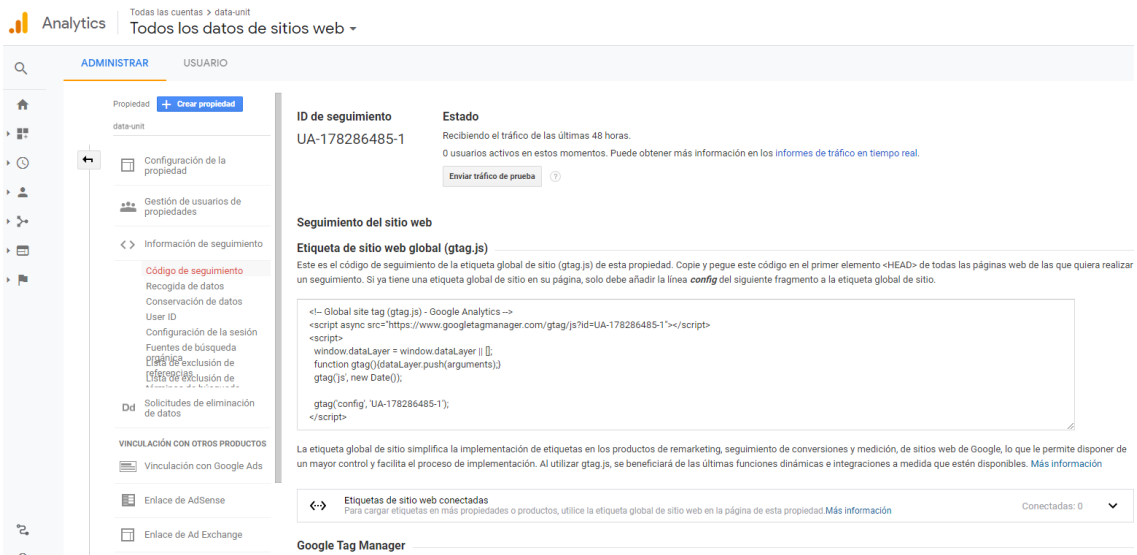 Analytics
Todas las cuentas > data-unit
Todos los datos de sitios web
ADMINISTRAR
USUARIO
Propiedad
+ Crear propiedad
data-unit
Configuración de la
propiedad
Gestión de usuarios de
propiedades
Información de seguimiento
Código de seguimiento
Recogida de datos
Conservación de datos
User ID
Configuración de la sesión
Fuentes de búsqueda
orgánica
Lista de exclusión de
referencias
Lista de exclusión de
Dd
Solicitudes de eliminación
de datos
VINCULACIÓN CON OTROS PRODUCTOS
Vinculación con Google Ads
Enlace de AdSense
Enlace de Ad Exchange
ID de seguimiento
UA-178286485-1
Estado
Recibiendo el tráfico de las últimas 48 horas.
0 usuarios activos en estos momentos. Puede obtener más información en los informes de tráfico en tiempo real.
Enviar tráfico de prueba
?
Seguimiento del sitio web
Etiqueta de sitio web global (gtag.js)
Este es el código de seguimiento de la etiqueta global de sitio (gtag.js) de esta propiedad. Copie y pegue este código en el primer elemento <HEAD> de todas las páginas web de las que quiera realizar
un seguimiento. Si ya tiene una etiqueta global de sitio en su página, solo debe añadir la línea config del siguiente fragmento a la etiqueta global de sitio.
<!-- Global site tag (gtag.js) - Google Analytics -->
<script async src="https://www.googletagmanager.com/gtag/js?id=UA-178286485-1"></script>
<script>
window.dataLayer = window.dataLayer || [];
function gtag(){dataLayer.push(arguments);}
gtag('js', new Date());
gtag('config', 'UA-178286485-1');
</script>
La etiqueta global de sitio simplifica la implementación de etiquetas en los productos de remarketing, seguimiento de conversiones y medición, de sitios web de Google, lo que le permite disponer de
un mayor control y facilita el proceso de implementación. Al utilizar gtag.js, se beneficiará de las últimas funciones dinámicas e integraciones a medida que estén disponibles. Más información
Etiquetas de sitio web conectadas
Para cargar etiquetas en más propiedades o productos, utilice la etiqueta global de sitio web en la página de esta propiedad.Más información
Conectadas: 0
Google Tag Manager